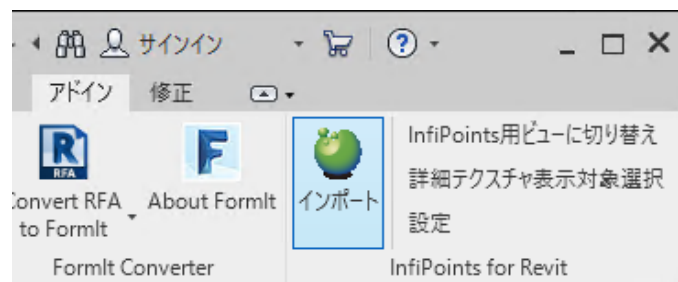 サインイン
アドイン 修正
RFA
Convert RFA to FormIt
About FormIt
インポート
InfiPoints用ビューに切り替え
詳細テクスチャ表示対象選択
設定
FormIt Converter
InfiPoints for Revit